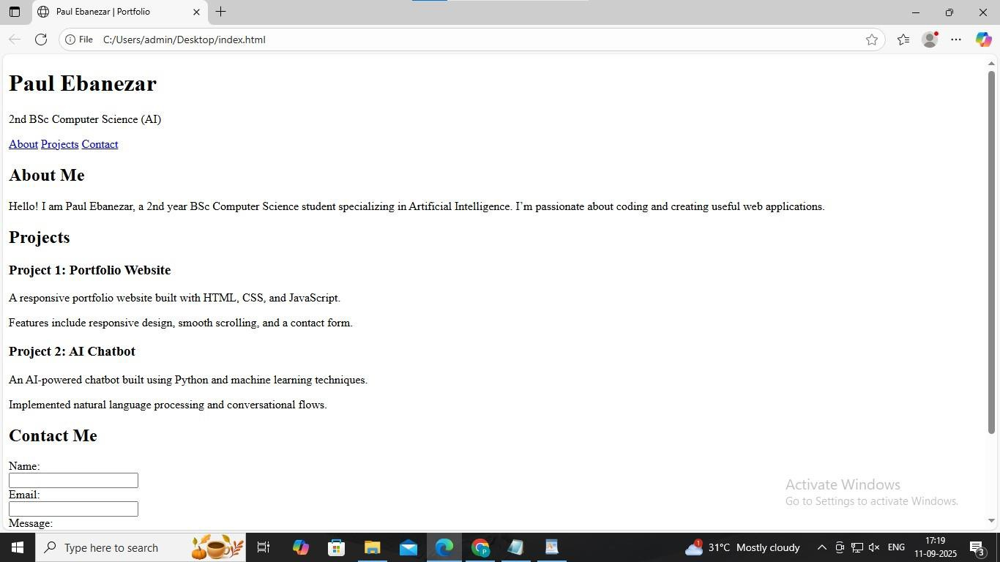 Paul Ebanezar | Portfolio
File C:/Users/admin/Desktop/index.html
Paul Ebanezar
2nd BSc Computer Science (AI)
About Projects Contact
About Me
Hello! I am Paul Ebanezar, a 2nd year BSc Computer Science student specializing in Artificial Intelligence. I’m passionate about coding and creating useful web applications.
Projects
Project 1: Portfolio Website
A responsive portfolio website built with HTML, CSS, and JavaScript.
Features include responsive design, smooth scrolling, and a contact form.
Project 2: AI Chatbot
An AI-powered chatbot built using Python and machine learning techniques.
Implemented natural language processing and conversational flows.
Contact Me
Name:
Email:
Message:
Activate Windows
Go to Settings to activate Windows.
Type here to search
1
31°C Mostly cloudy
ENG
17:19
11-09-2025
3